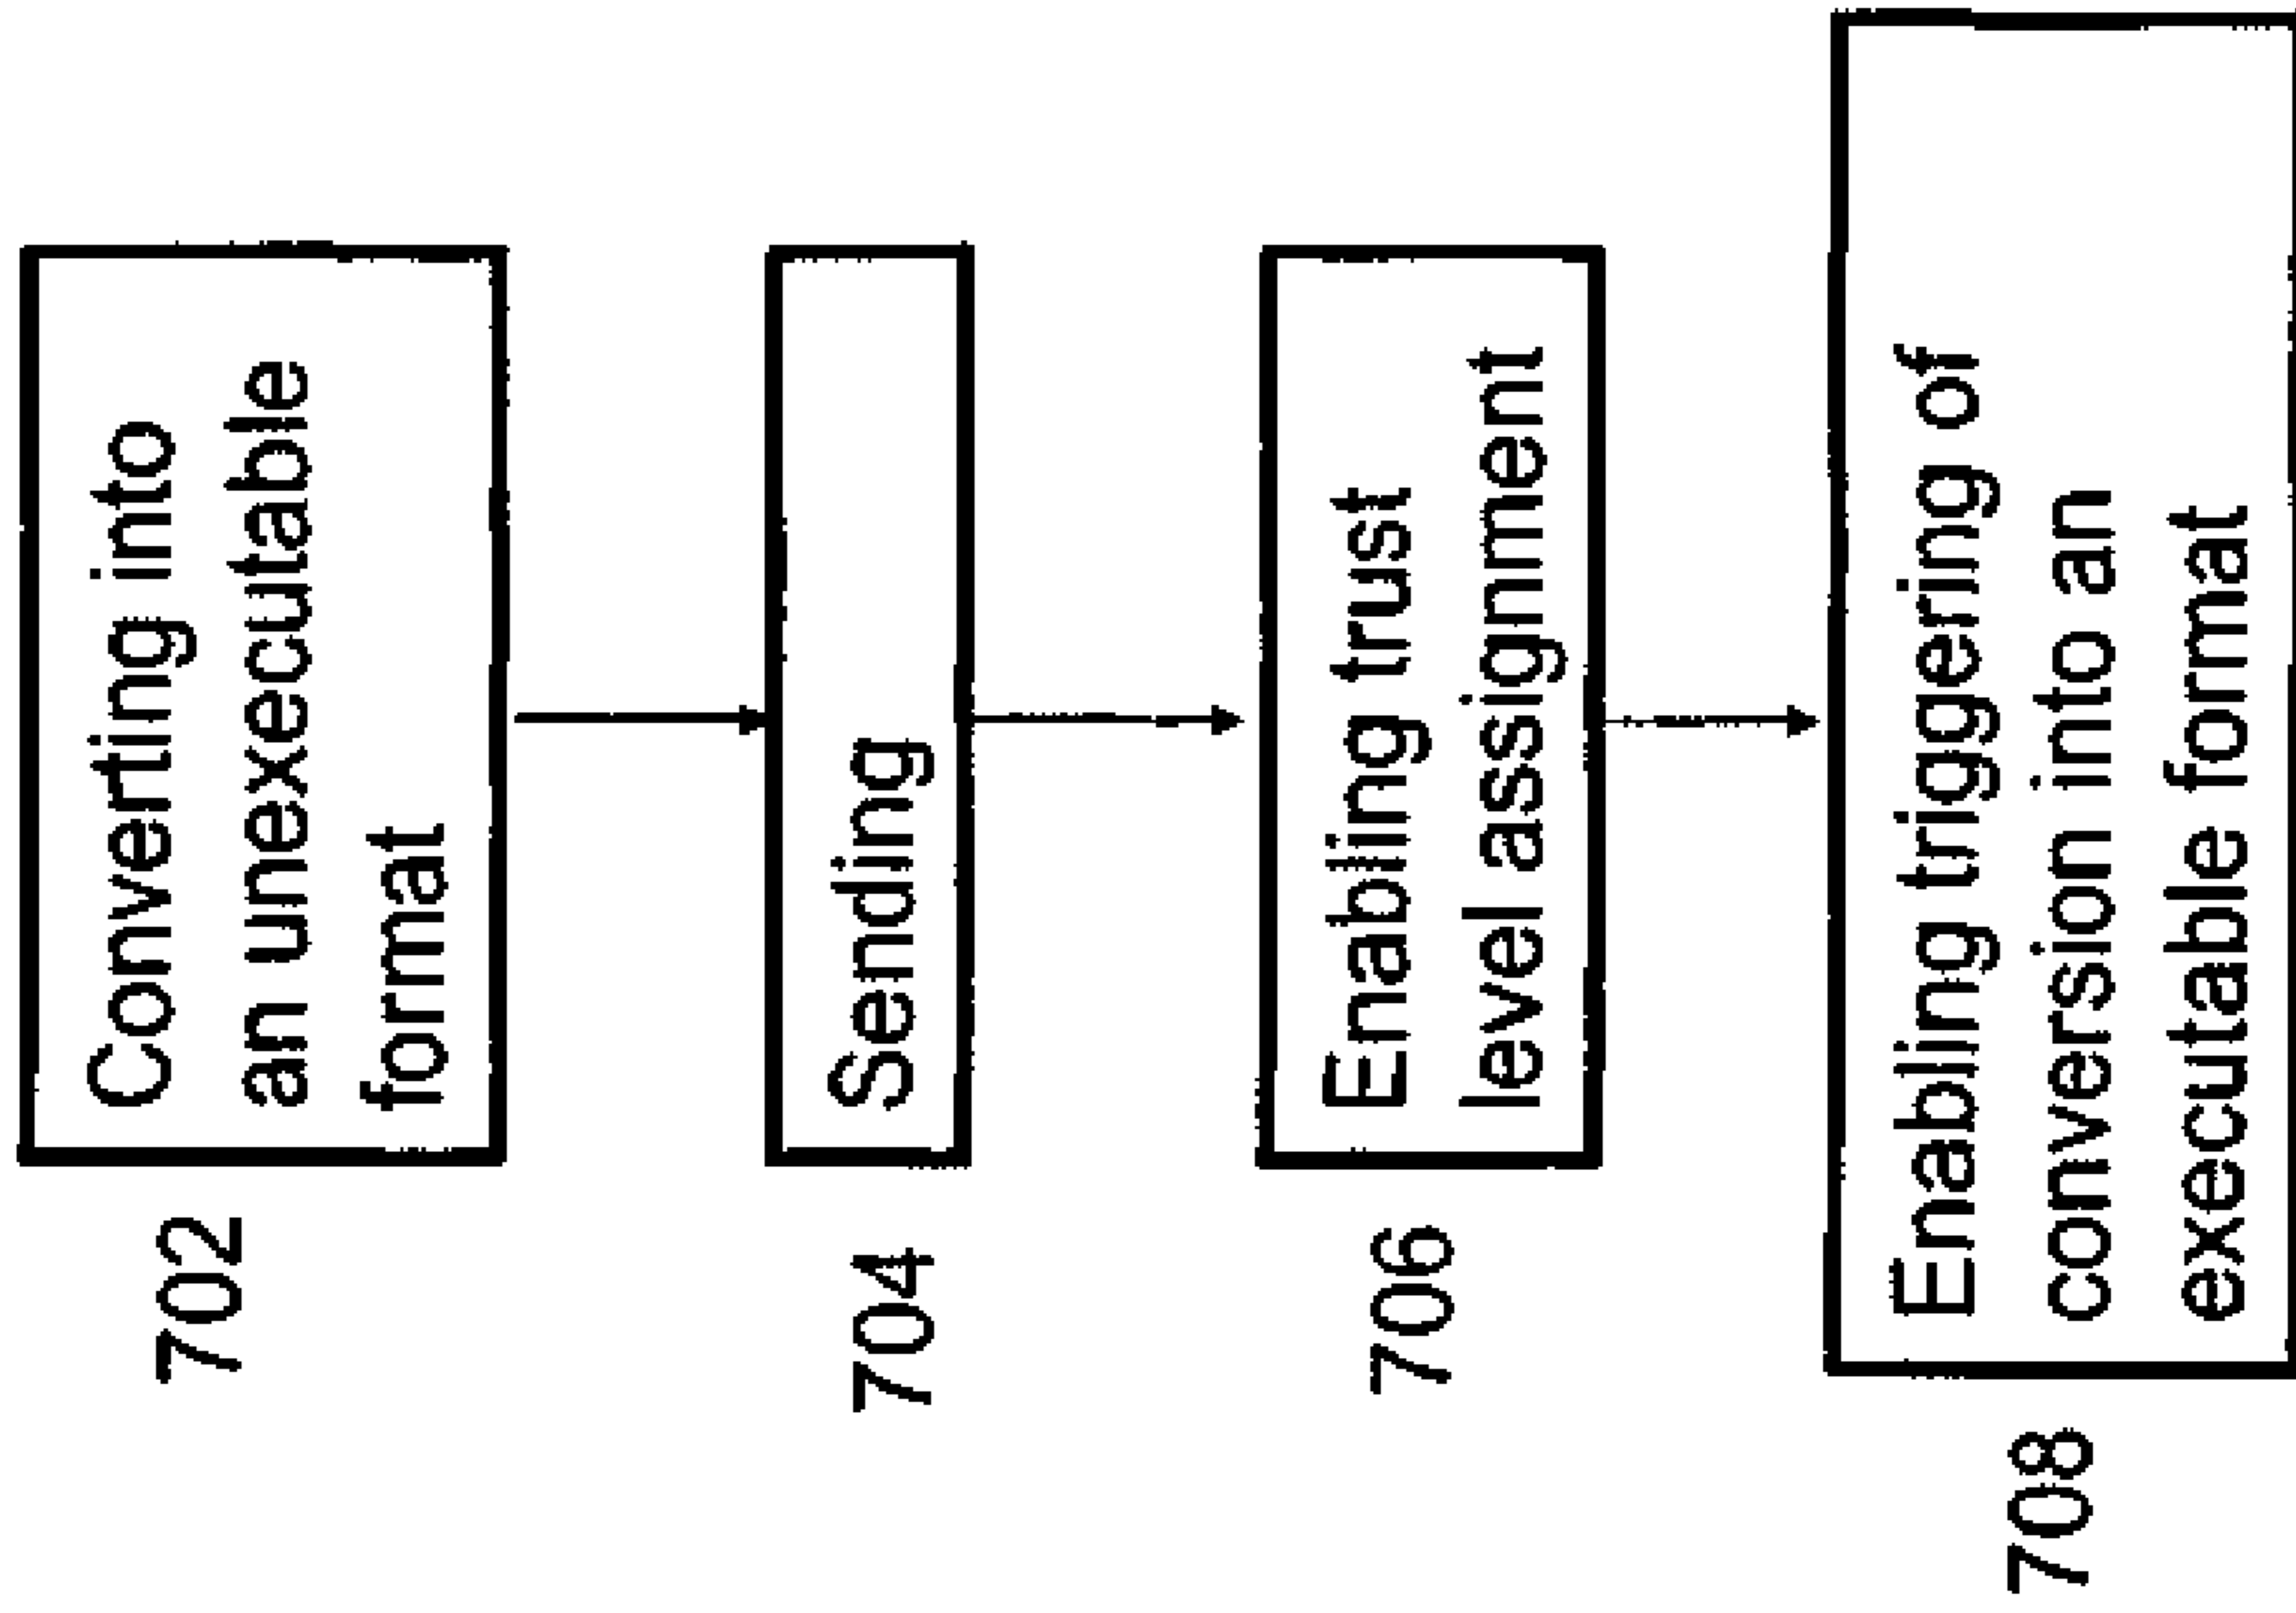 702
Converting into
an unexecutable
format
704
Sending
706
Enabling trust
level assignment
708
Enabling triggering of
conversion into an
executable format